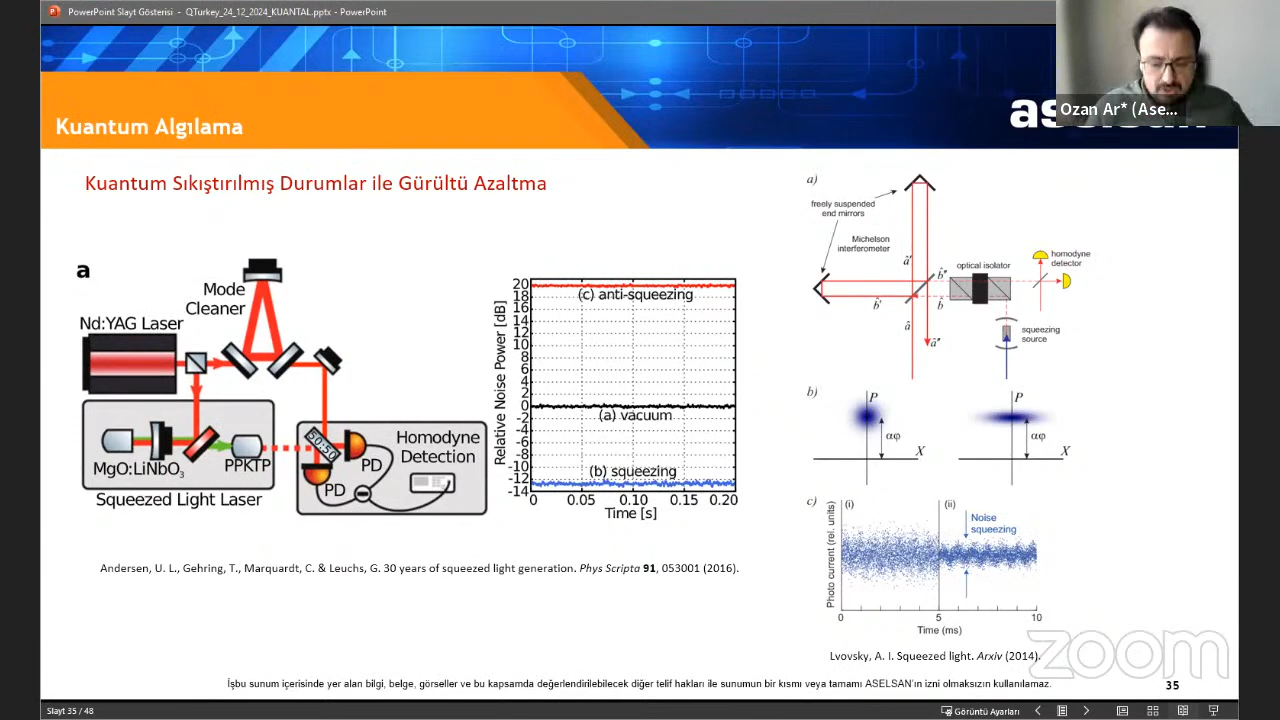 PowerPoint Slayt Gösterisi - QTurkey_24_12_2024_KUANTAL.pptx - PowerPoint
Ozan Ar* (Ase...
Kuantum Algılama
Kuantum Sıkıştırılmış Durumlar ile Gürültü Azaltma
a
Mode
Cleaner
Nd:YAG Laser
MgO:LiNbO3
PPKTP
Squeezed Light Laser
50:50
PD
PD
Homodyne
Detection
Relative Noise Power [dB]
20
18
16
14
12
10
8
6
4
2
0
-2
-4
-6
-8
-10
-12
-14
(c) anti-squeezing
(a) vacuum
(b) squeezing
0 0.05 0.10 0.15 0.20
Time [s]
Andersen, U. L., Gehring, T., Marquardt, C. & Leuchs, G. 30 years of squeezed light generation. Phys Scripta 91, 053001 (2016).
a)
freely suspended
end mirrors
Michelson
interferometer
optical isolator
homodyne
detector
squeezing
source
â'
b̂''
b̂'
b̂
â
â''
b)
P P
αφ αφ
X X
c)
(i) (ii)
Noise
squeezing
Photo current (rel. units)
0 5 10
Time (ms)
Lvovsky, A. I. Squeezed light. Arxiv (2014).
zoom
İşbu sunum içerisinde yer alan bilgi, belge, görseller ve bu kapsamda değerlendirilebilecek diğer telif hakları ile sunumun bir kısmı veya tamamı ASELSAN'ın izni olmaksızın kullanılamaz.
35
Slayt 35 / 48
Görüntü Ayarları